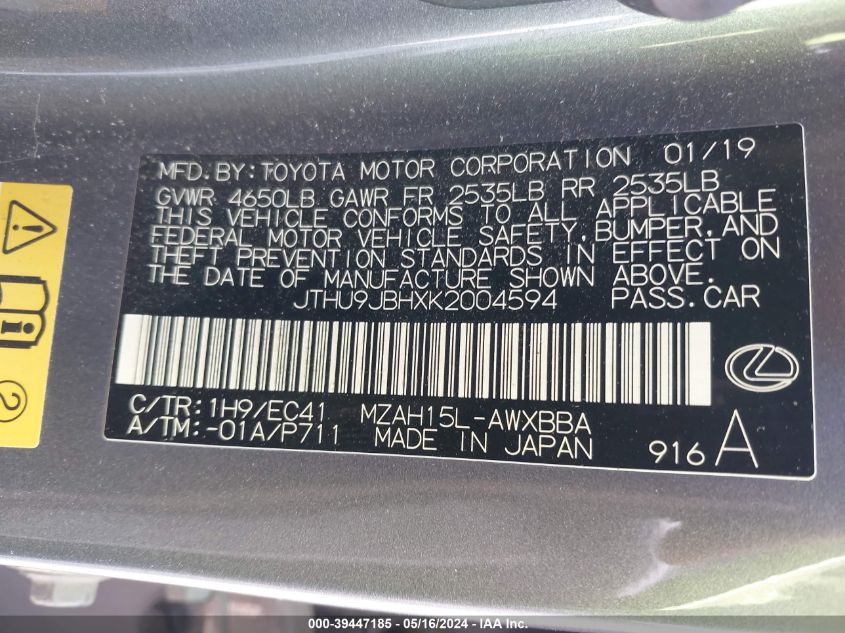 MFD.BY: TOYOTA MOTOR CORPORATION 01/19
GVWR 4650LB GAWR FR 2535LB RR 2535LB
THIS VEHICLE CONFORMS TO ALL APPLICABLE
FEDERAL MOTOR VEHICLE SAFETY, BUMPER, AND
THEFT PREVENTION STANDARDS IN EFFECT ON
THE DATE OF MANUFACTURE SHOWN ABOVE.
JTHU9JBHXK2004594 PASS.CAR
C/TR: 1H9/EC41 MZAH15L-AWXBBA
A/TM: -01A/P711 MADE IN JAPAN 916A
2
000-39447185 - 05/16/2024 - IAA Inc.